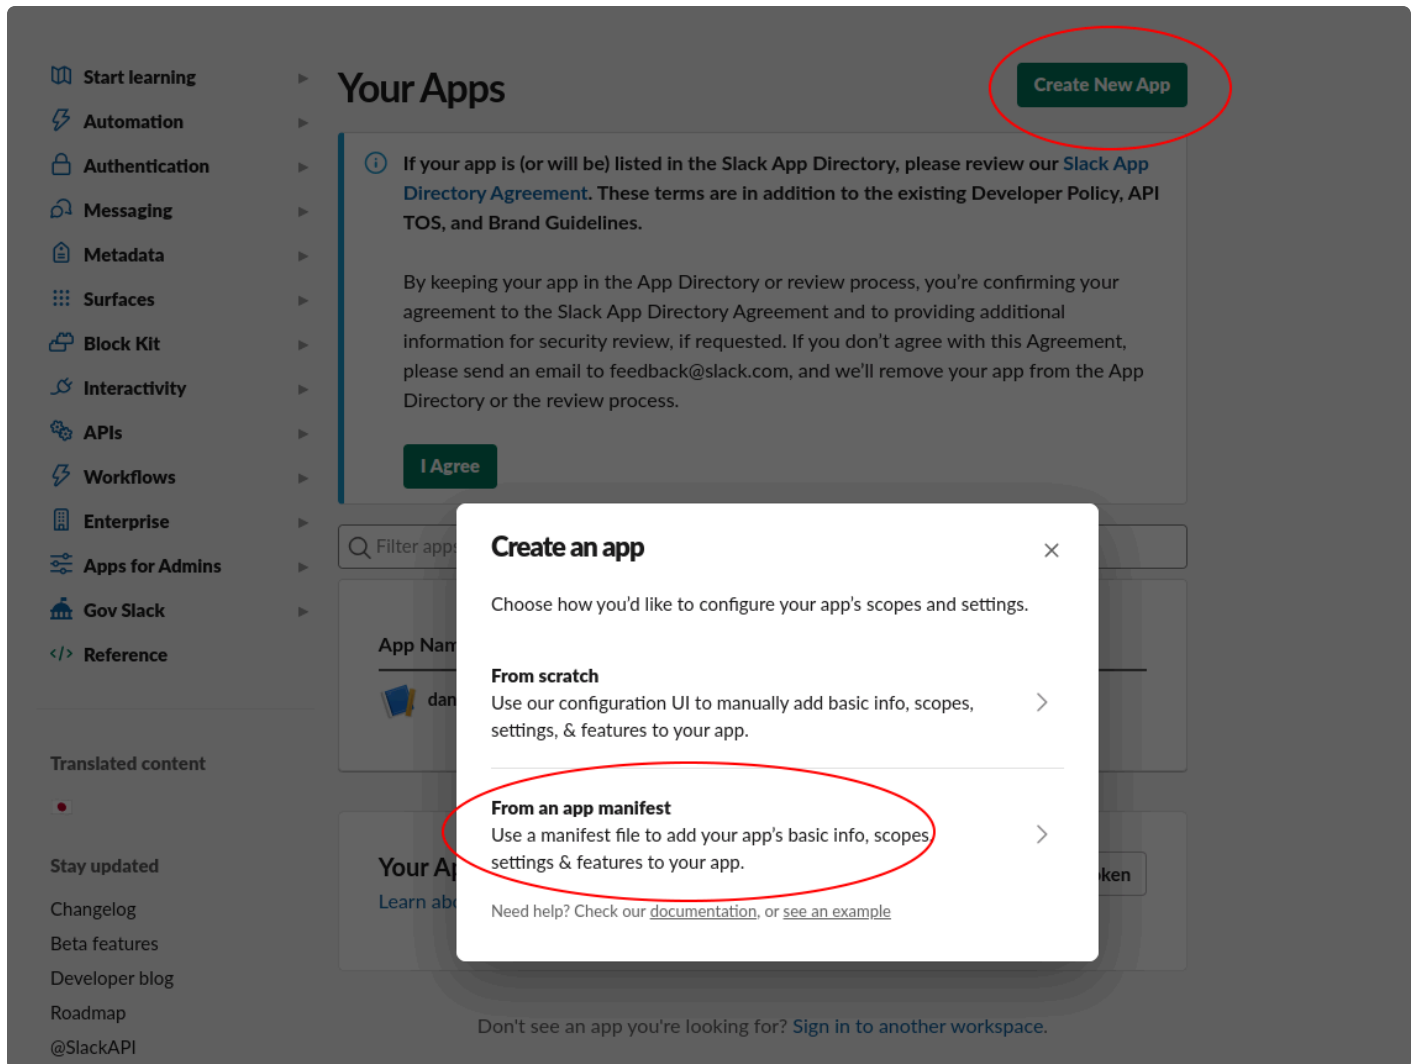 Start learning
Automation
Authentication
Messaging
Metadata
Surfaces
Block Kit
Interactivity
APIs
Workflows
Enterprise
Apps for Admins
Gov Slack
Reference
Translated content
Stay updated
Changelog
Beta features
Developer blog
Roadmap
@SlackAPI
Your Apps
Create New App
If your app is (or will be) listed in the Slack App Directory, please review our Slack App
Directory Agreement. These terms are in addition to the existing Developer Policy, API
TOS, and Brand Guidelines.
By keeping your app in the App Directory or review process, you’re confirming your
agreement to the Slack App Directory Agreement and to providing additional
information for security review, if requested. If you don’t agree with this Agreement,
please send an email to feedback@slack.com, and we’ll remove your app from the App
Directory or the review process.
I Agree
Filter apps
App Nam
dan
Your Ap
Learn abo
ken
Create an app
Choose how you’d like to configure your app’s scopes and settings.
From scratch
Use our configuration UI to manually add basic info, scopes,
settings, & features to your app.
From an app manifest
Use a manifest file to add your app’s basic info, scopes,
settings & features to your app.
Need help? Check our documentation, or see an example
Don't see an app you're looking for? Sign in to another workspace.